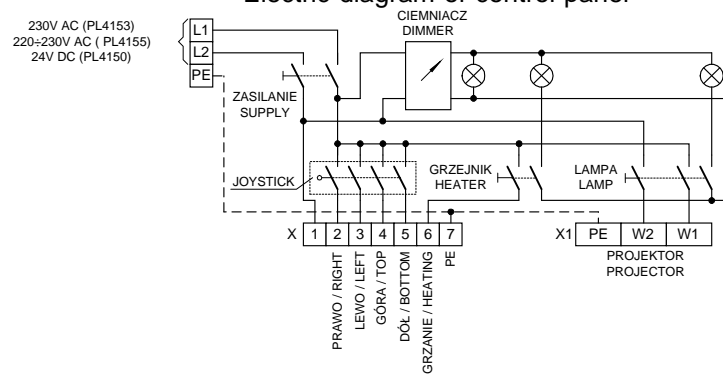 Electric diagram of control panel
230V AC (PL4153)
220÷230V AC ( PL4155)
24V DC (PL4150)
L1
L2
PE
CIEMNIACZ
DIMMER
ZASILANIE
SUPPLY
JOYSTICK
GRZEJNIK
HEATER
LAMPA
LAMP
X 1 2 3 4 5 6 7
X1 PE W2 W1
PROJEKTOR
PROJECTOR
PRAWO / RIGHT
LEWO / LEFT
GÓRA / TOP
DÓŁ / BOTTOM
GRZANIE / HEATING
PE